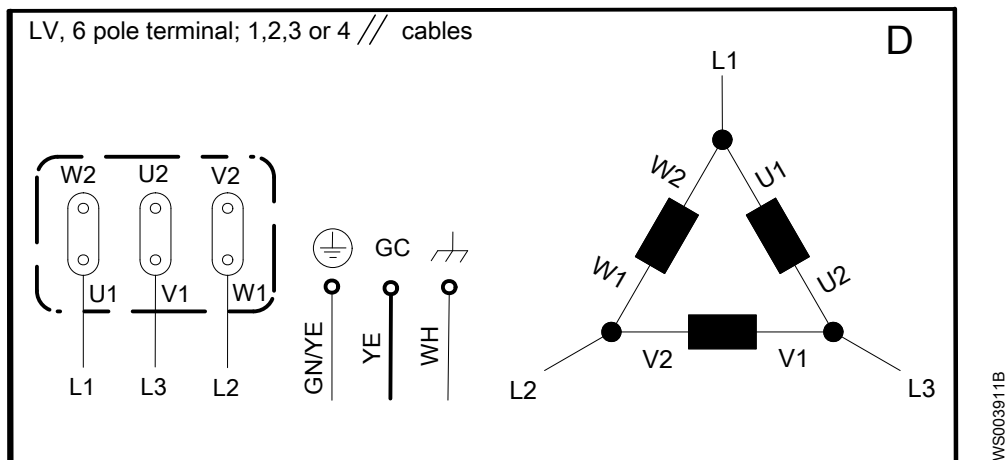 LV, 6 pole terminal; 1,2,3 or 4 // cables
D
W2 U2 V2
U1 V1 W1
L1 L3 L2
GC
GN/YE YE WH
L1
W2 U1
W1 U2
V2 V1
L2 L3
WS003911B